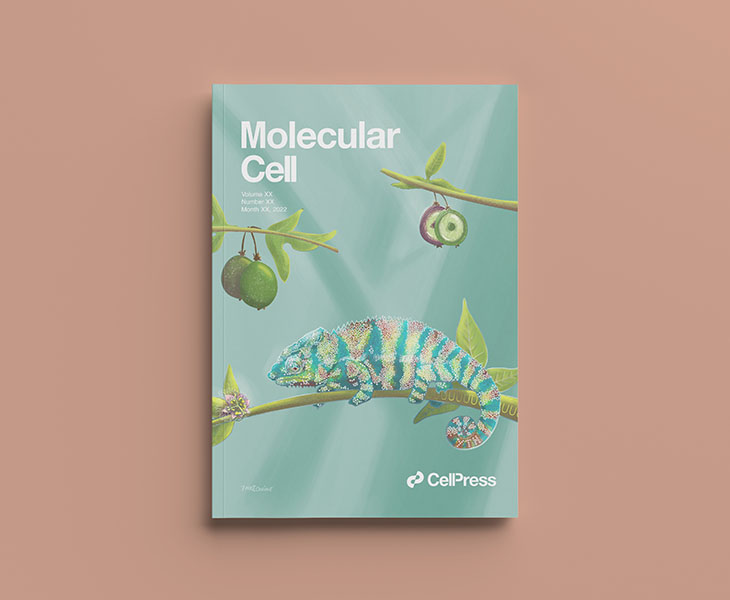 Molecular
Cell
Volume XX
Number XX
Month XX, 2022
CellPress